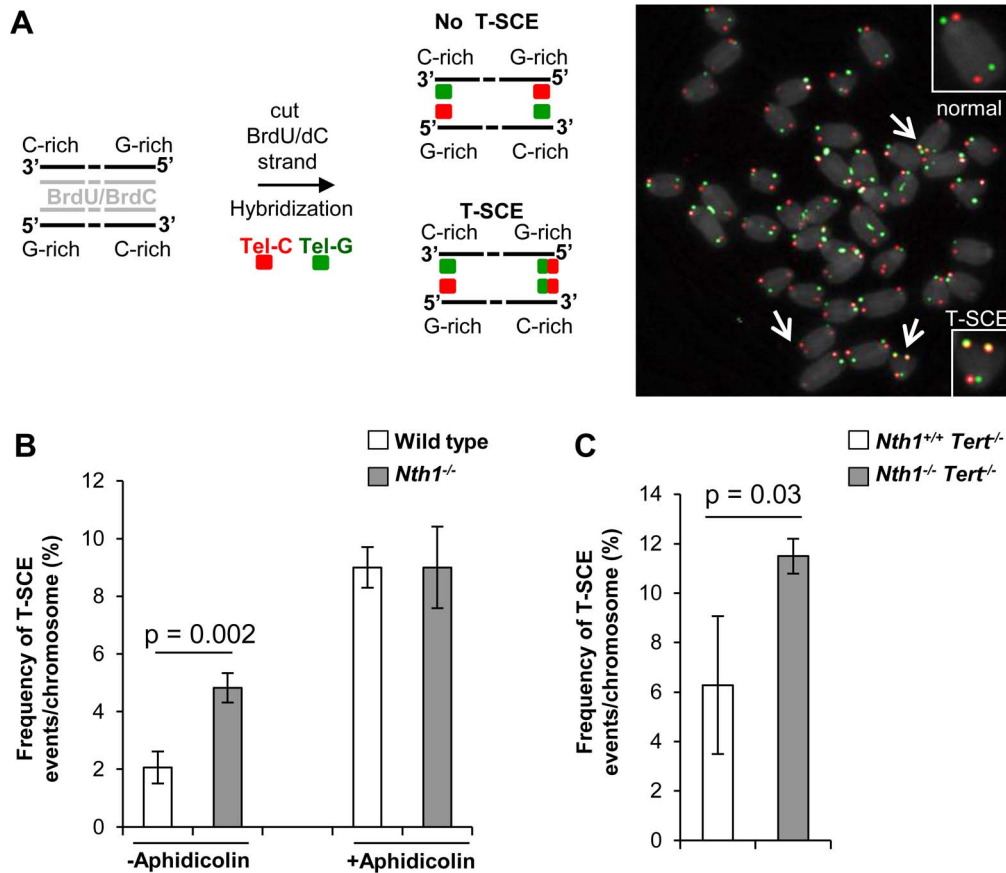 A
No T-SCE
C-rich G-rich
3’ 5’
5’ 3’
G-rich C-rich
C-rich G-rich
3’ 5’
BrdU/BrdC
5’ 3’
G-rich C-rich
cut
BrdU/dC
strand
Hybridization
Tel-C Tel-G
T-SCE
C-rich G-rich
3’ 5’
5’ 3’
G-rich C-rich
normal
T-SCE
B
Wild type
Nth1-/-
Frequency of T-SCE
events/chromosome (%)
12
10
8
6
4
2
0
p = 0.002
-Aphidicolin +Aphidicolin
C
Nth1+/+ Tert-/-
Nth1-/- Tert-/-
Frequency of T-SCE
events/chromosome (%)
14
12
10
8
6
4
2
0
p = 0.03